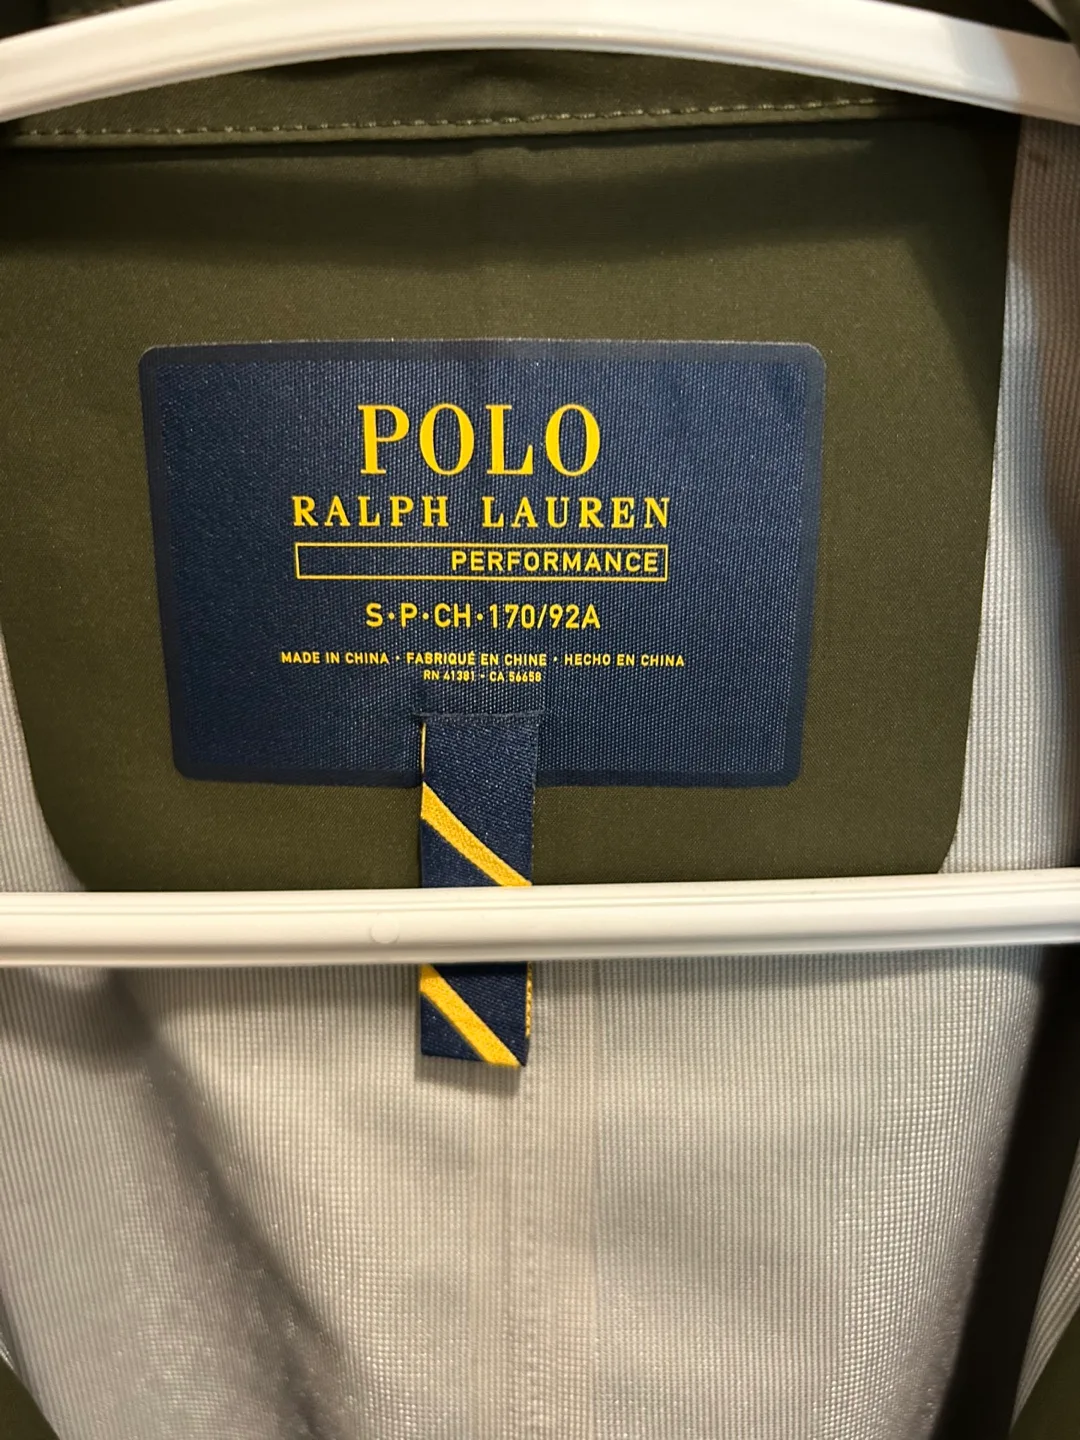 POLO
RALPH LAUREN
PERFORMANCE
S·P·CH·170/92A
MADE IN CHINA · FABRIQUÉ EN CHINE · HECHO EN CHINA
RN 41381 · CA 56658